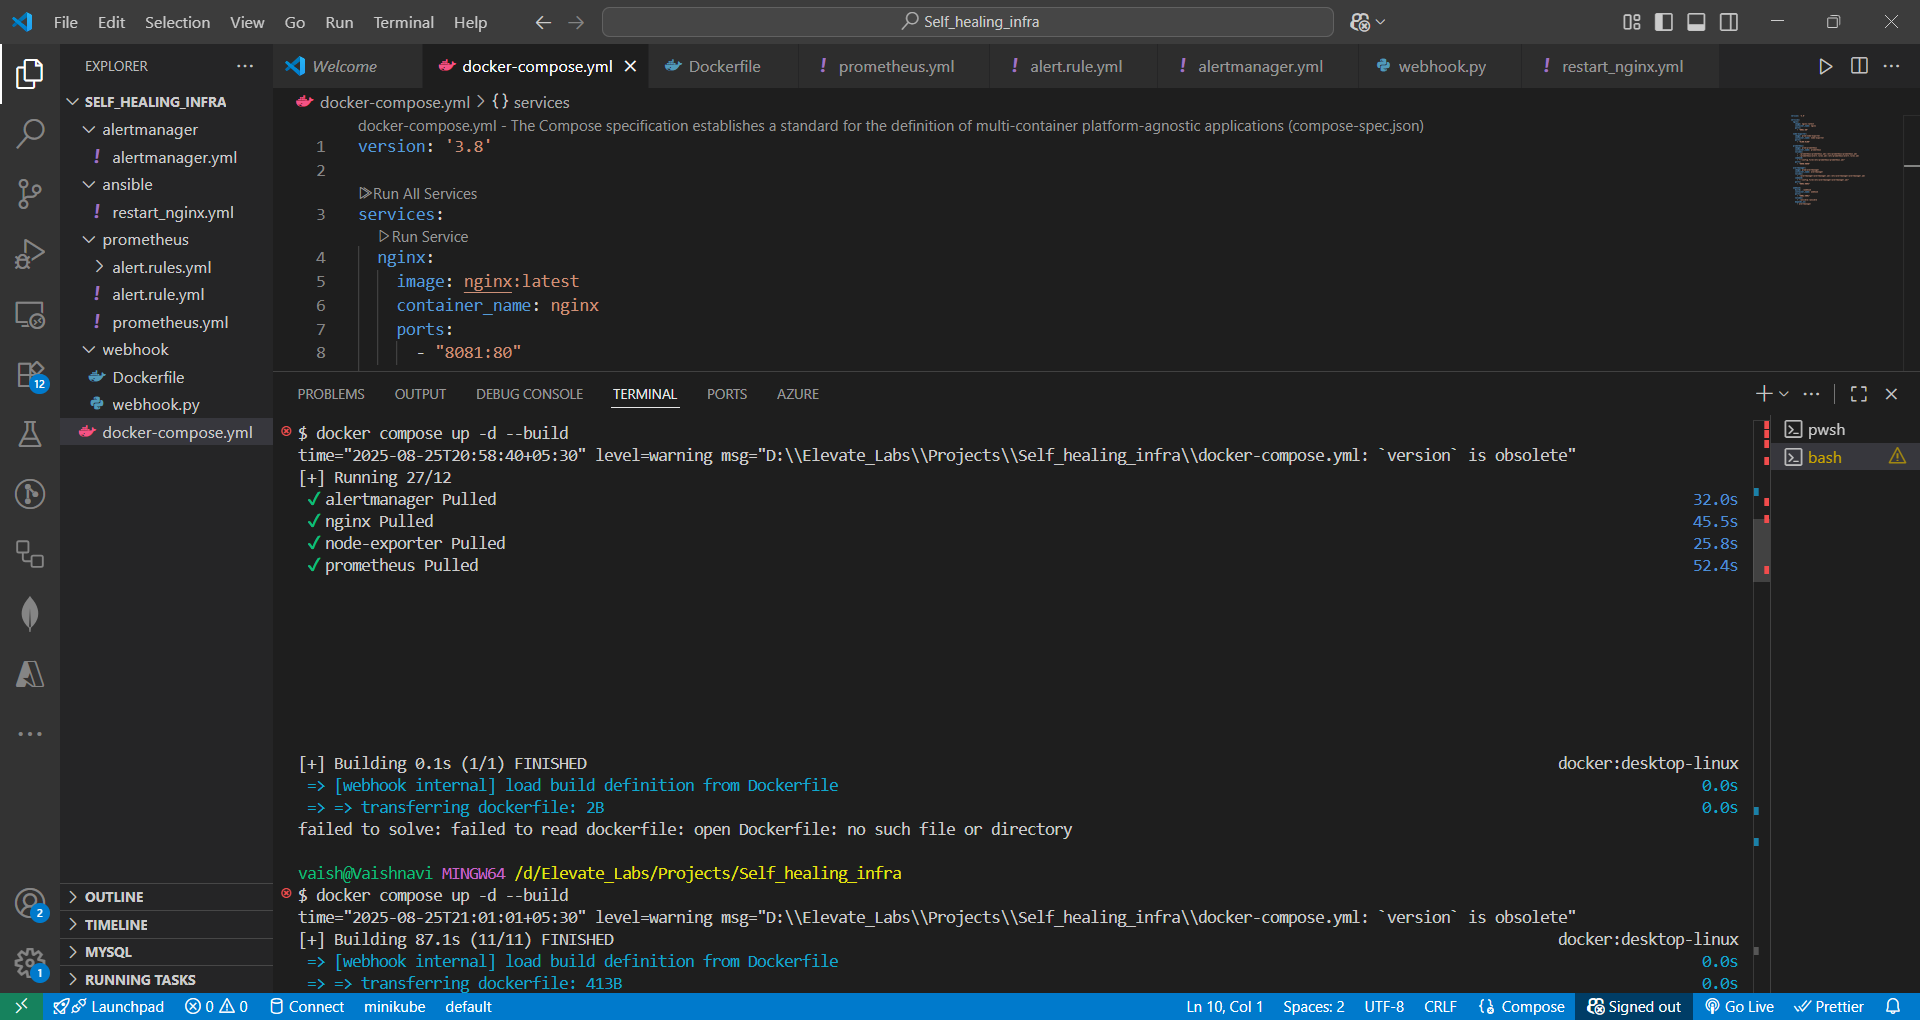 File Edit Selection View Go Run Terminal Help
Self_healing_infra
EXPLORER
Welcome
docker-compose.yml
Dockerfile
! prometheus.yml
! alert.rule.yml
! alertmanager.yml
webhook.py
! restart_nginx.yml
SELF_HEALING_INFRA
alertmanager
! alertmanager.yml
ansible
! restart_nginx.yml
prometheus
alert.rules.yml
! alert.rule.yml
! prometheus.yml
webhook
Dockerfile
webhook.py
docker-compose.yml
12
2
1
OUTLINE
TIMELINE
MYSQL
RUNNING TASKS
docker-compose.yml > {} services
docker-compose.yml - The Compose specification establishes a standard for the definition of multi-container platform-agnostic applications (compose-spec.json)
1 version: '3.8'
2
Run All Services
3 services:
Run Service
4 nginx:
5 image: nginx:latest
6 container_name: nginx
7 ports:
8 - "8081:80"
PROBLEMS OUTPUT DEBUG CONSOLE TERMINAL PORTS AZURE
pwsh
bash
$ docker compose up -d --build
time="2025-08-25T20:58:40+05:30" level=warning msg="D:\\Elevate_Labs\\Projects\\Self_healing_infra\\docker-compose.yml: `version` is obsolete"
[+] Running 27/12
✓ alertmanager Pulled 32.0s
✓ nginx Pulled 45.5s
✓ node-exporter Pulled 25.8s
✓ prometheus Pulled 52.4s
[+] Building 0.1s (1/1) FINISHED docker:desktop-linux
=> [webhook internal] load build definition from Dockerfile 0.0s
=> => transferring dockerfile: 2B 0.0s
failed to solve: failed to read dockerfile: open Dockerfile: no such file or directory
vaish@Vaishnavi MINGW64 /d/Elevate_Labs/Projects/Self_healing_infra
$ docker compose up -d --build
time="2025-08-25T21:01:01+05:30" level=warning msg="D:\\Elevate_Labs\\Projects\\Self_healing_infra\\docker-compose.yml: `version` is obsolete"
[+] Building 87.1s (11/11) FINISHED docker:desktop-linux
=> [webhook internal] load build definition from Dockerfile 0.0s
=> => transferring dockerfile: 413B 0.0s
Launchpad 0 0 Connect minikube default Ln 10, Col 1 Spaces: 2 UTF-8 CRLF {} Compose Signed out Go Live Prettier